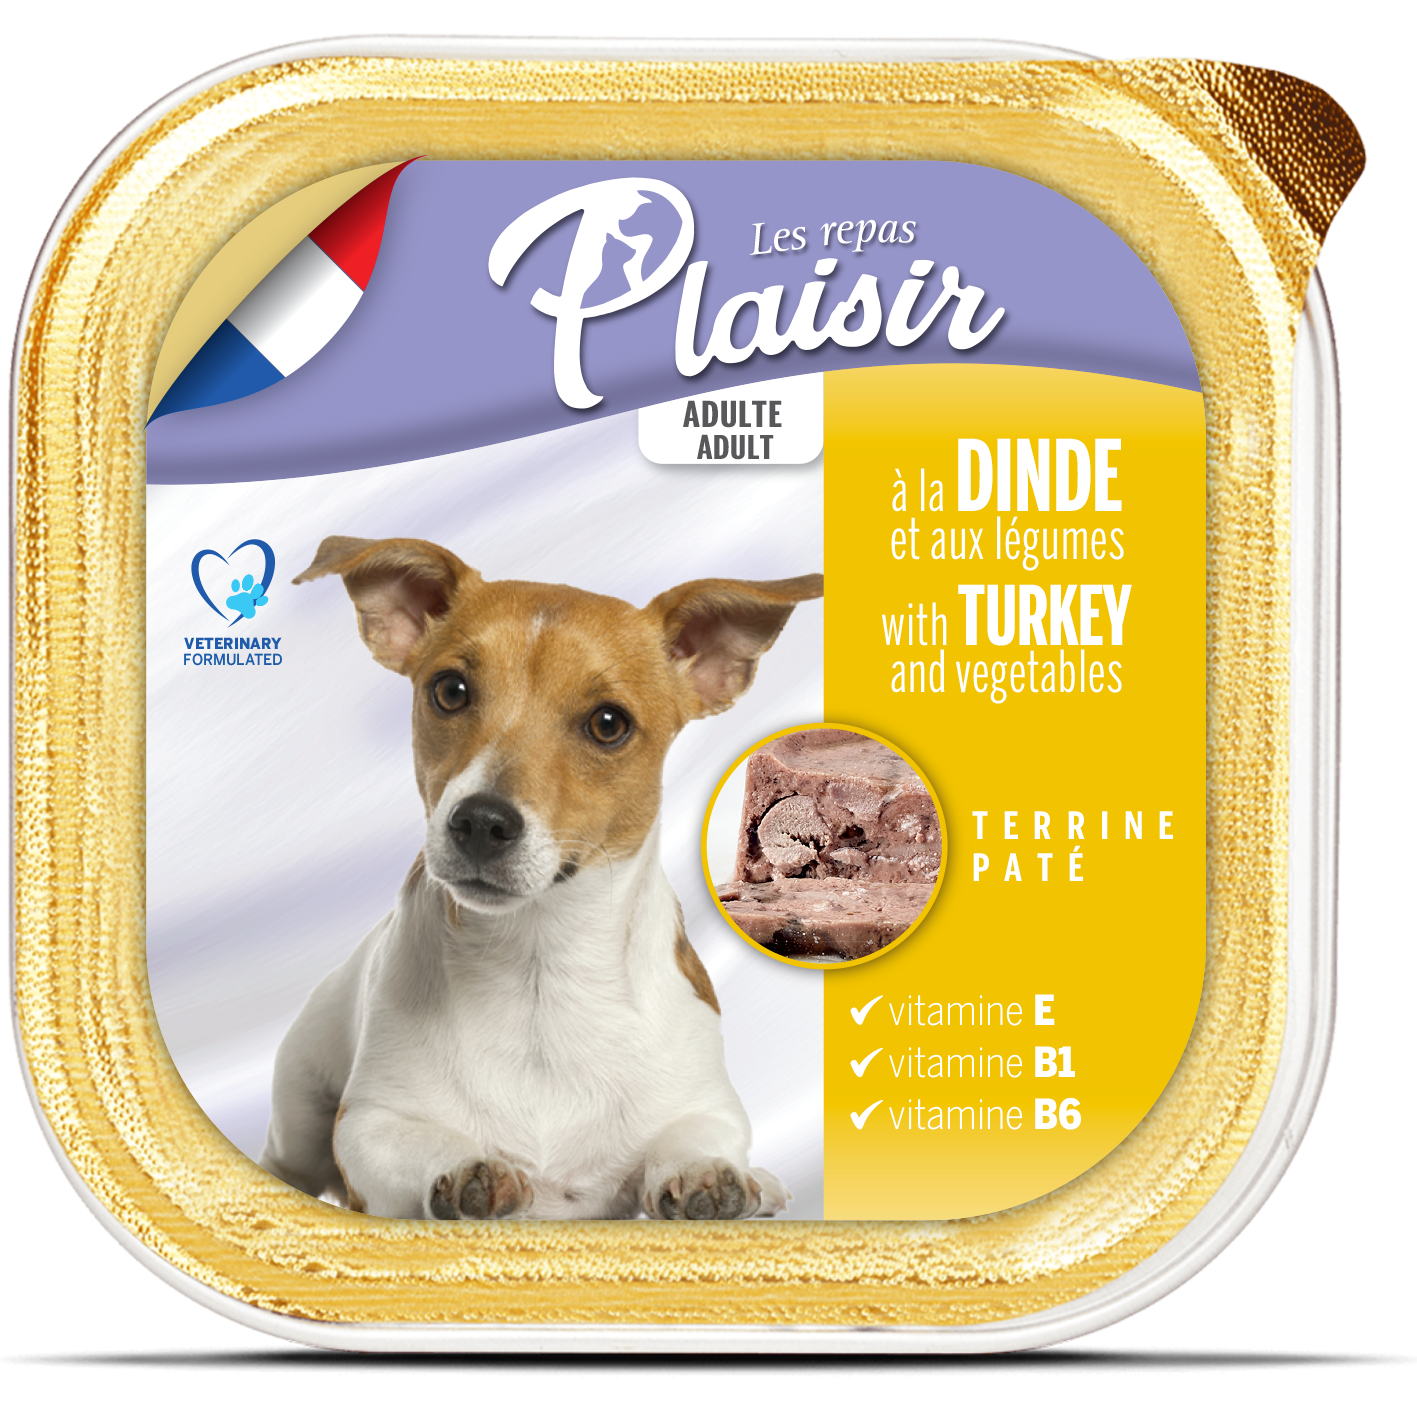 Les repas
Plaisir
ADULTE
ADULT
à la DINDE
et aux légumes
with TURKEY
and vegetables
VETERINARY
FORMULATED
TERRINE
PATÉ
vitamine E
vitamine B1
vitamine B6